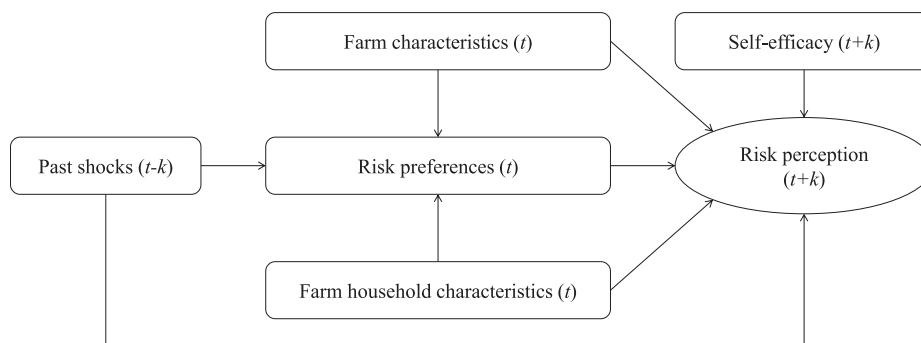 Farm characteristics (t)
Self-efficacy (t+k)
Past shocks (t-k)
Risk preferences (t)
Risk perception
(t+k)
Farm household characteristics (t)